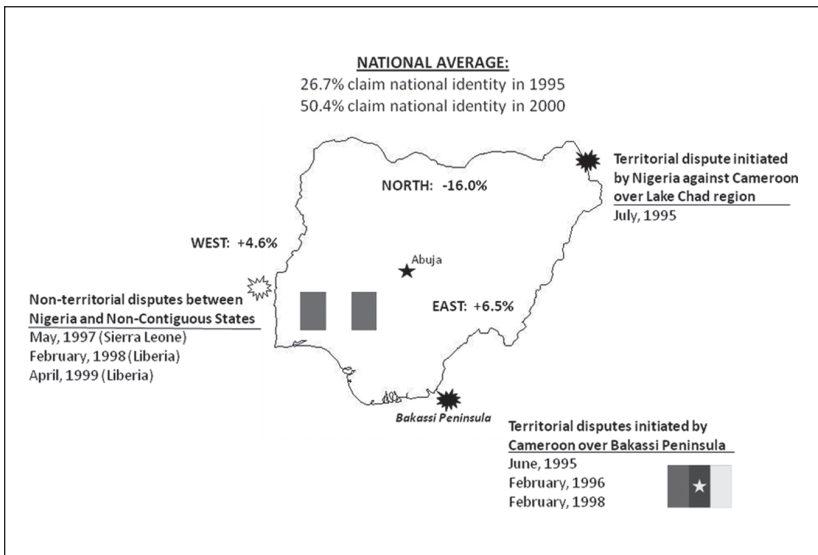 NATIONAL AVERAGE:
26.7% claim national identity in 1995
50.4% claim national identity in 2000
Territorial dispute initiated
by Nigeria against Cameroon
over Lake Chad region
July, 1995
NORTH: -16.0%
WEST: +4.6%
Abuja
Non-territorial disputes between
Nigeria and Non-Contiguous States
May, 1997 (Sierra Leone)
February, 1998 (Liberia)
April, 1999 (Liberia)
EAST: +6.5%
Bakassi Peninsula
Territorial disputes initiated by
Cameroon over Bakassi Peninsula
June, 1995
February, 1996
February, 1998